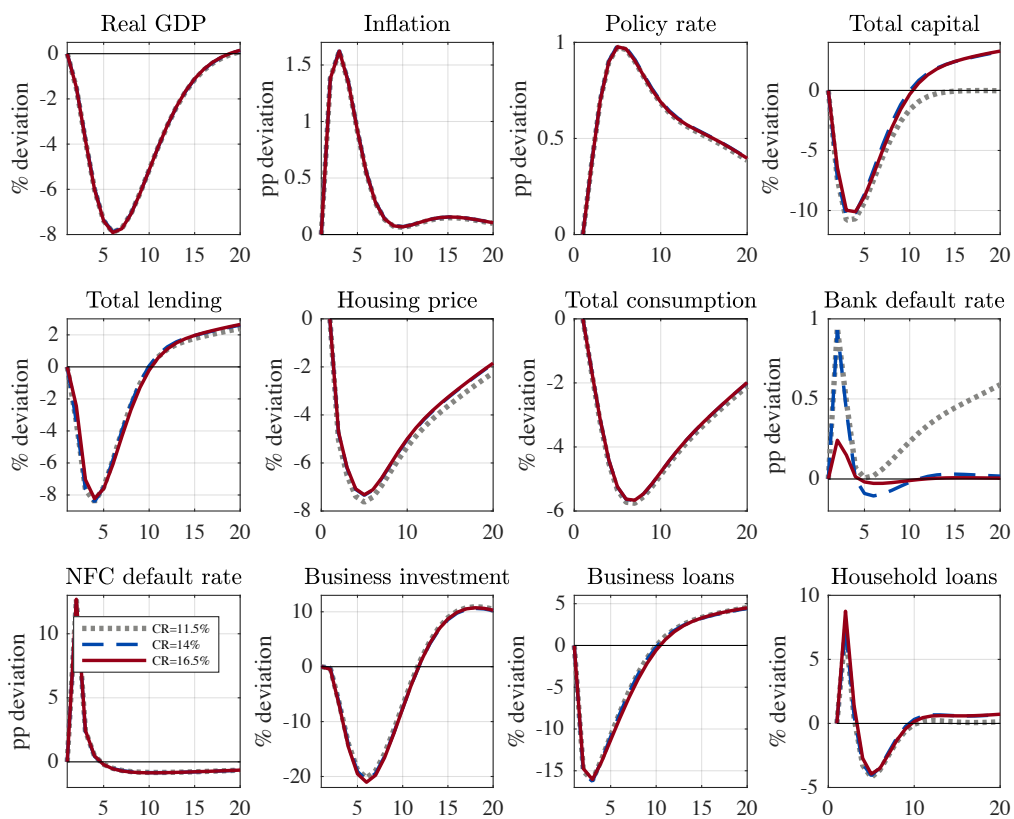 Real GDP
Inflation
Policy rate
Total capital
% deviation
0
-2
-4
-6
-8
5 10 15 20
pp deviation
1.5
1
0.5
0
5 10 15 20
pp deviation
1
0.5
0
5 10 15 20
% deviation
0
-5
-10
5 10 15 20
Total lending
Housing price
Total consumption
Bank default rate
% deviation
2
0
-2
-4
-6
-8
5 10 15 20
% deviation
0
-2
-4
-6
-8
0 5 10 15 20
% deviation
0
-2
-4
-6
0 5 10 15 20
pp deviation
1
0.5
0
5 10 15 20
NFC default rate
Business investment
Business loans
Household loans
pp deviation
10
5
0
CR=11.5%
CR=14%
CR=16.5%
5 10 15 20
% deviation
10
0
-10
-20
5 10 15 20
% deviation
5
0
-5
-10
-15
5 10 15 20
% deviation
10
5
0
-5
0 10 20